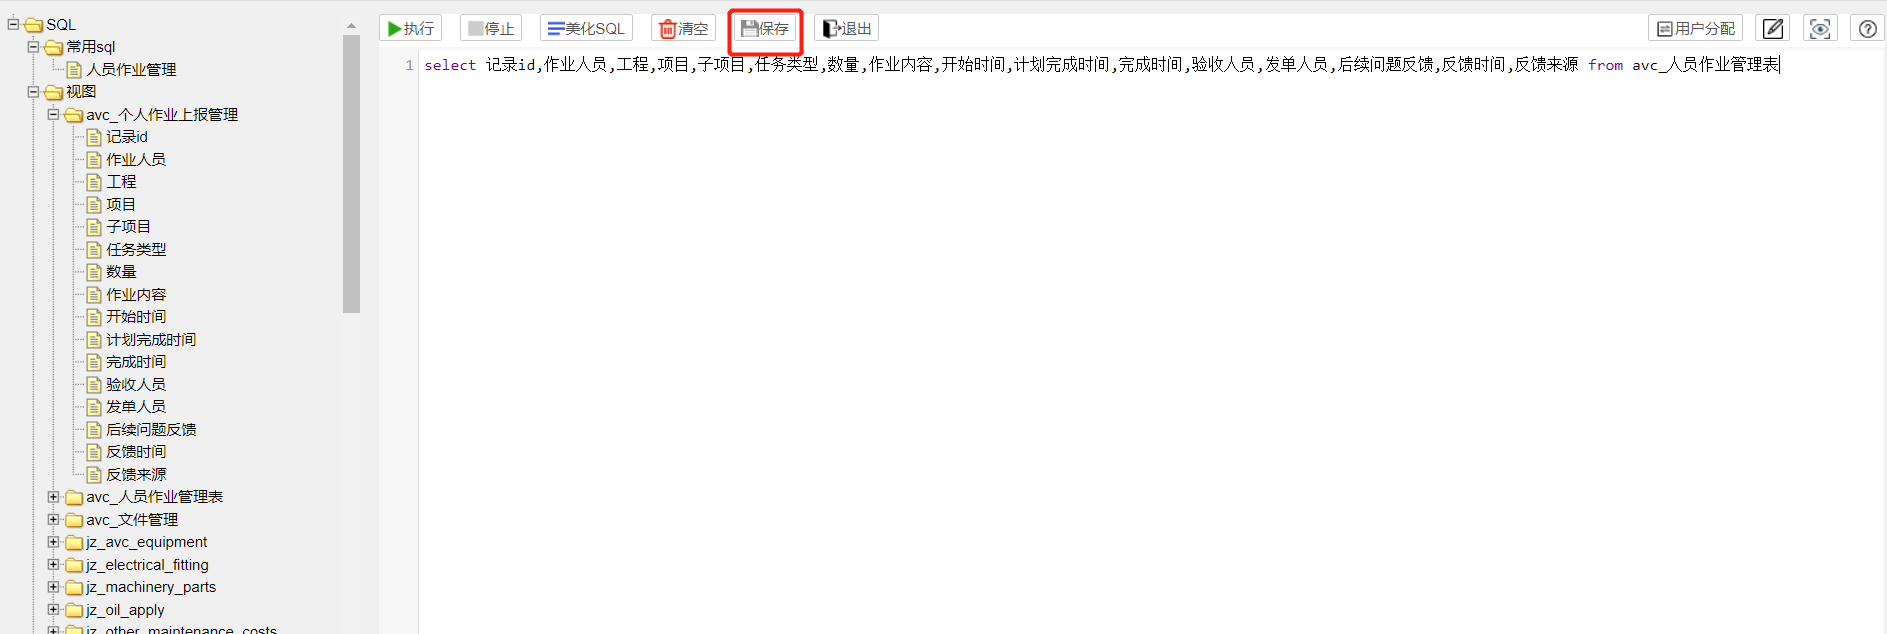 执行 停止 美化SQL 清空 保存 退出 用户分配
SQL
常用sql
人员作业管理
视图
avc_个人作业上报管理
记录id
作业人员
工程
项目
子项目
任务类型
数量
作业内容
开始时间
计划完成时间
完成时间
验收人员
发单人员
后续问题反馈
反馈时间
反馈来源
avc_人员作业管理表
avc_文件管理
jz_avc_equipment
jz_electrical_fitting
jz_machinery_parts
jz_oil_apply
jz_other_maintenance_costs
1 select 记录id,作业人员,工程,项目,子项目,任务类型,数量,作业内容,开始时间,计划完成时间,完成时间,验收人员,发单人员,后续问题反馈,反馈时间,反馈来源 from avc_人员作业管理表